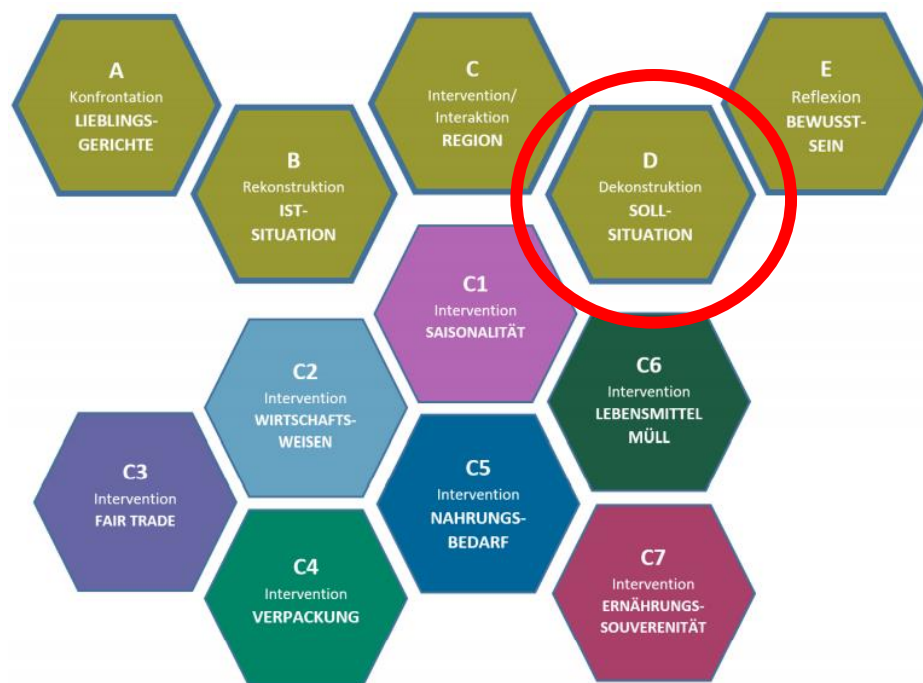 A
Konfrontation
LIEBLINGS-
GERICHTE
B
Rekonstruktion
IST-
SITUATION
C
Intervention/
Interaktion
REGION
D
Dekonstruktion
SOLL-
SITUATION
E
Reflexion
BEWUSST-
SEIN
C1
Intervention
SAISONALITÄT
C2
Intervention
WIRTSCHAFTS-
WEISEN
C3
Intervention
FAIR TRADE
C4
Intervention
VERPACKUNG
C5
Intervention
NAHRUNGS-
BEDARF
C6
Intervention
LEBENSMITTEL
MÜLL
C7
Intervention
ERNÄHRUNGS-
SOUVERENITÄT